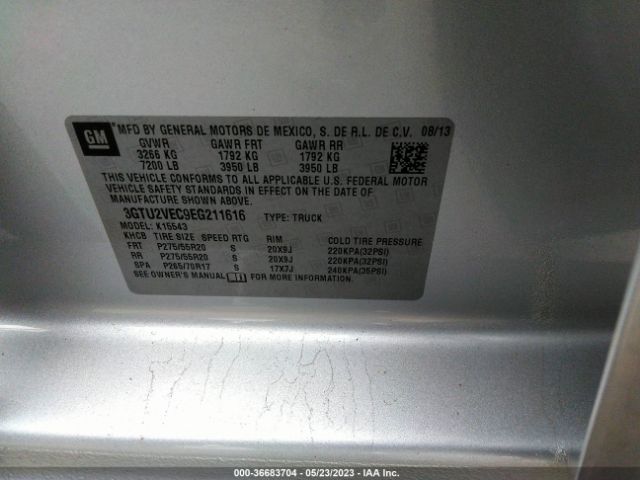 GM MFD BY GENERAL MOTORS DE MEXICO, S. DE R.L. DE C.V. 08/13
GVWR GAWR FRT GAWR RR
3266 KG 1792 KG 1792 KG
7200 LB 3950 LB 3950 LB
THIS VEHICLE CONFORMS TO ALL APPLICABLE U.S. FEDERAL MOTOR
VEHICLE SAFETY STANDARDS IN EFFECT ON THE DATE OF
MANUFACTURE SHOWN ABOVE.
3GTU2VEC9EG211616 TYPE: TRUCK
MODEL: K15543
KHCB TIRE SIZE SPEED RTG RIM COLD TIRE PRESSURE
FRT P275/55R20 S 20X9J 220KPA(32PSI)
RR P275/55R20 S 20X9J 220KPA(32PSI)
SPA P265/70R17 S 17X7J 240KPA(35PSI)
SEE OWNER'S MANUAL FOR MORE INFORMATION.
000-36683704 - 05/23/2023 - IAA Inc.